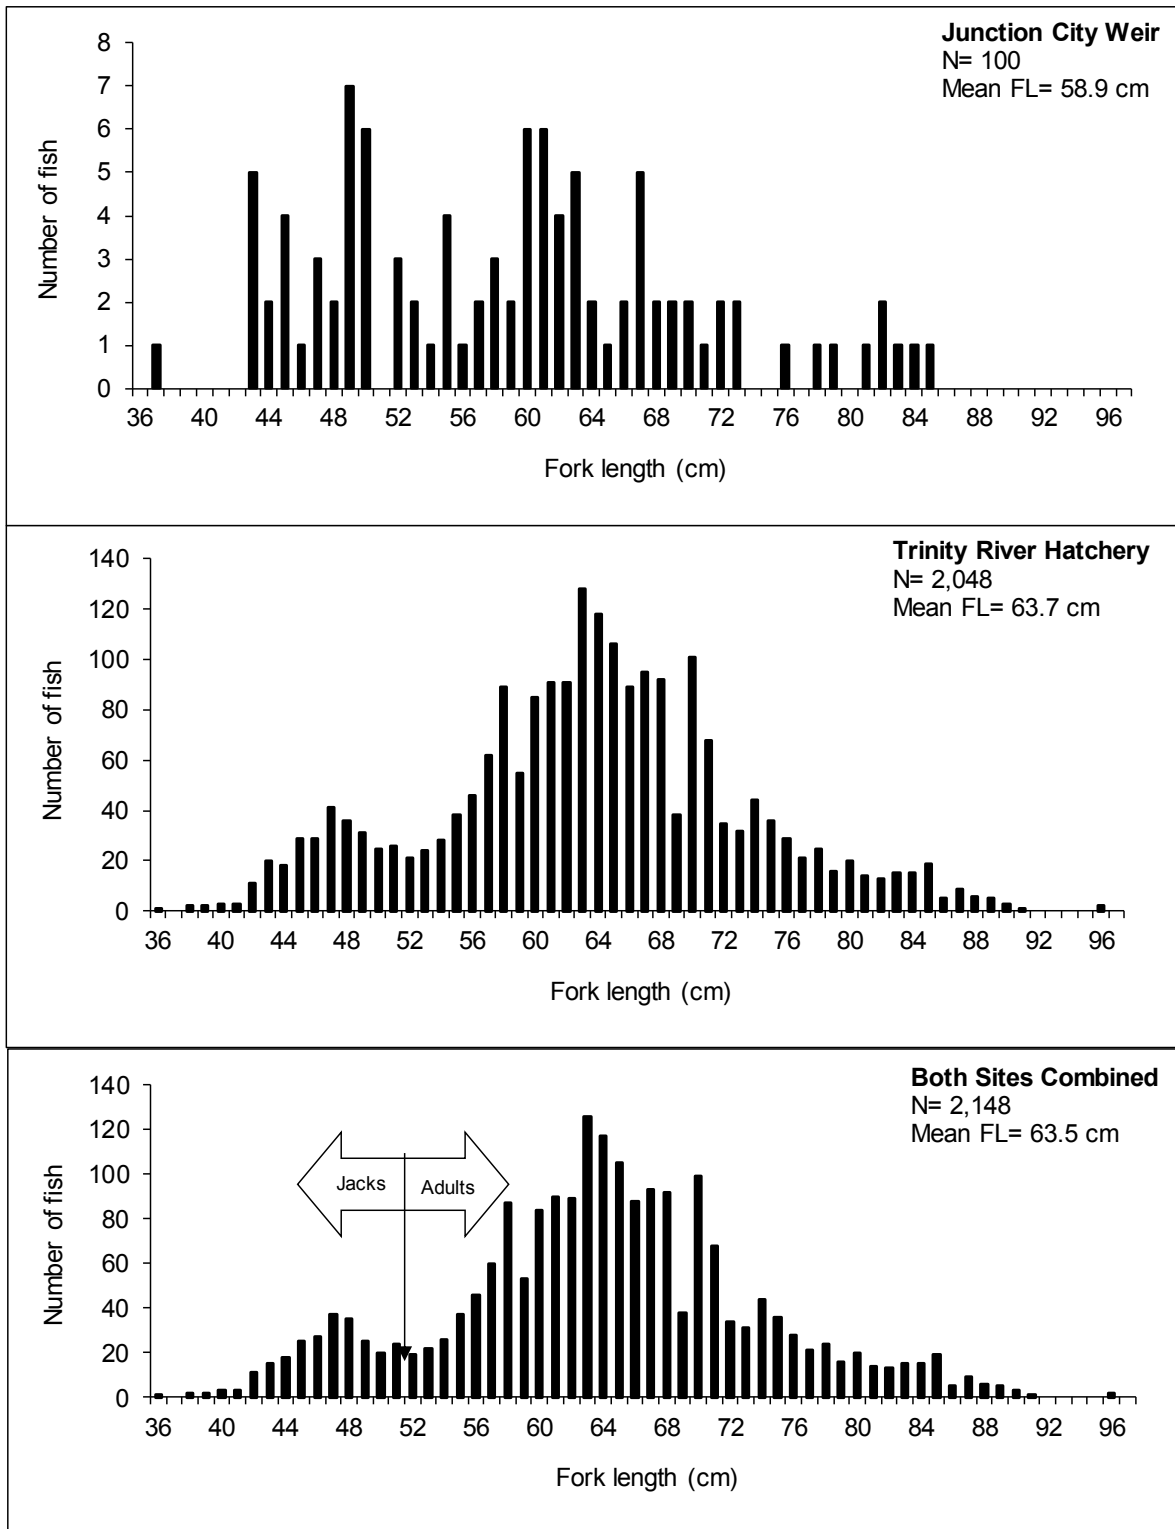 Junction City Weir
N= 100
Mean FL= 58.9 cm
8
7
6
5
4
3
2
1
0
Number of fish
36 40 44 48 52 56 60 64 68 72 76 80 84 88 92 96
Fork length (cm)
Trinity River Hatchery
N= 2,048
Mean FL= 63.7 cm
140
120
100
80
60
40
20
0
Number of fish
36 40 44 48 52 56 60 64 68 72 76 80 84 88 92 96
Fork length (cm)
Both Sites Combined
N= 2,148
Mean FL= 63.5 cm
140
120
100
80
60
40
20
0
Number of fish
Jacks Adults
36 40 44 48 52 56 60 64 68 72 76 80 84 88 92 96
Fork length (cm)